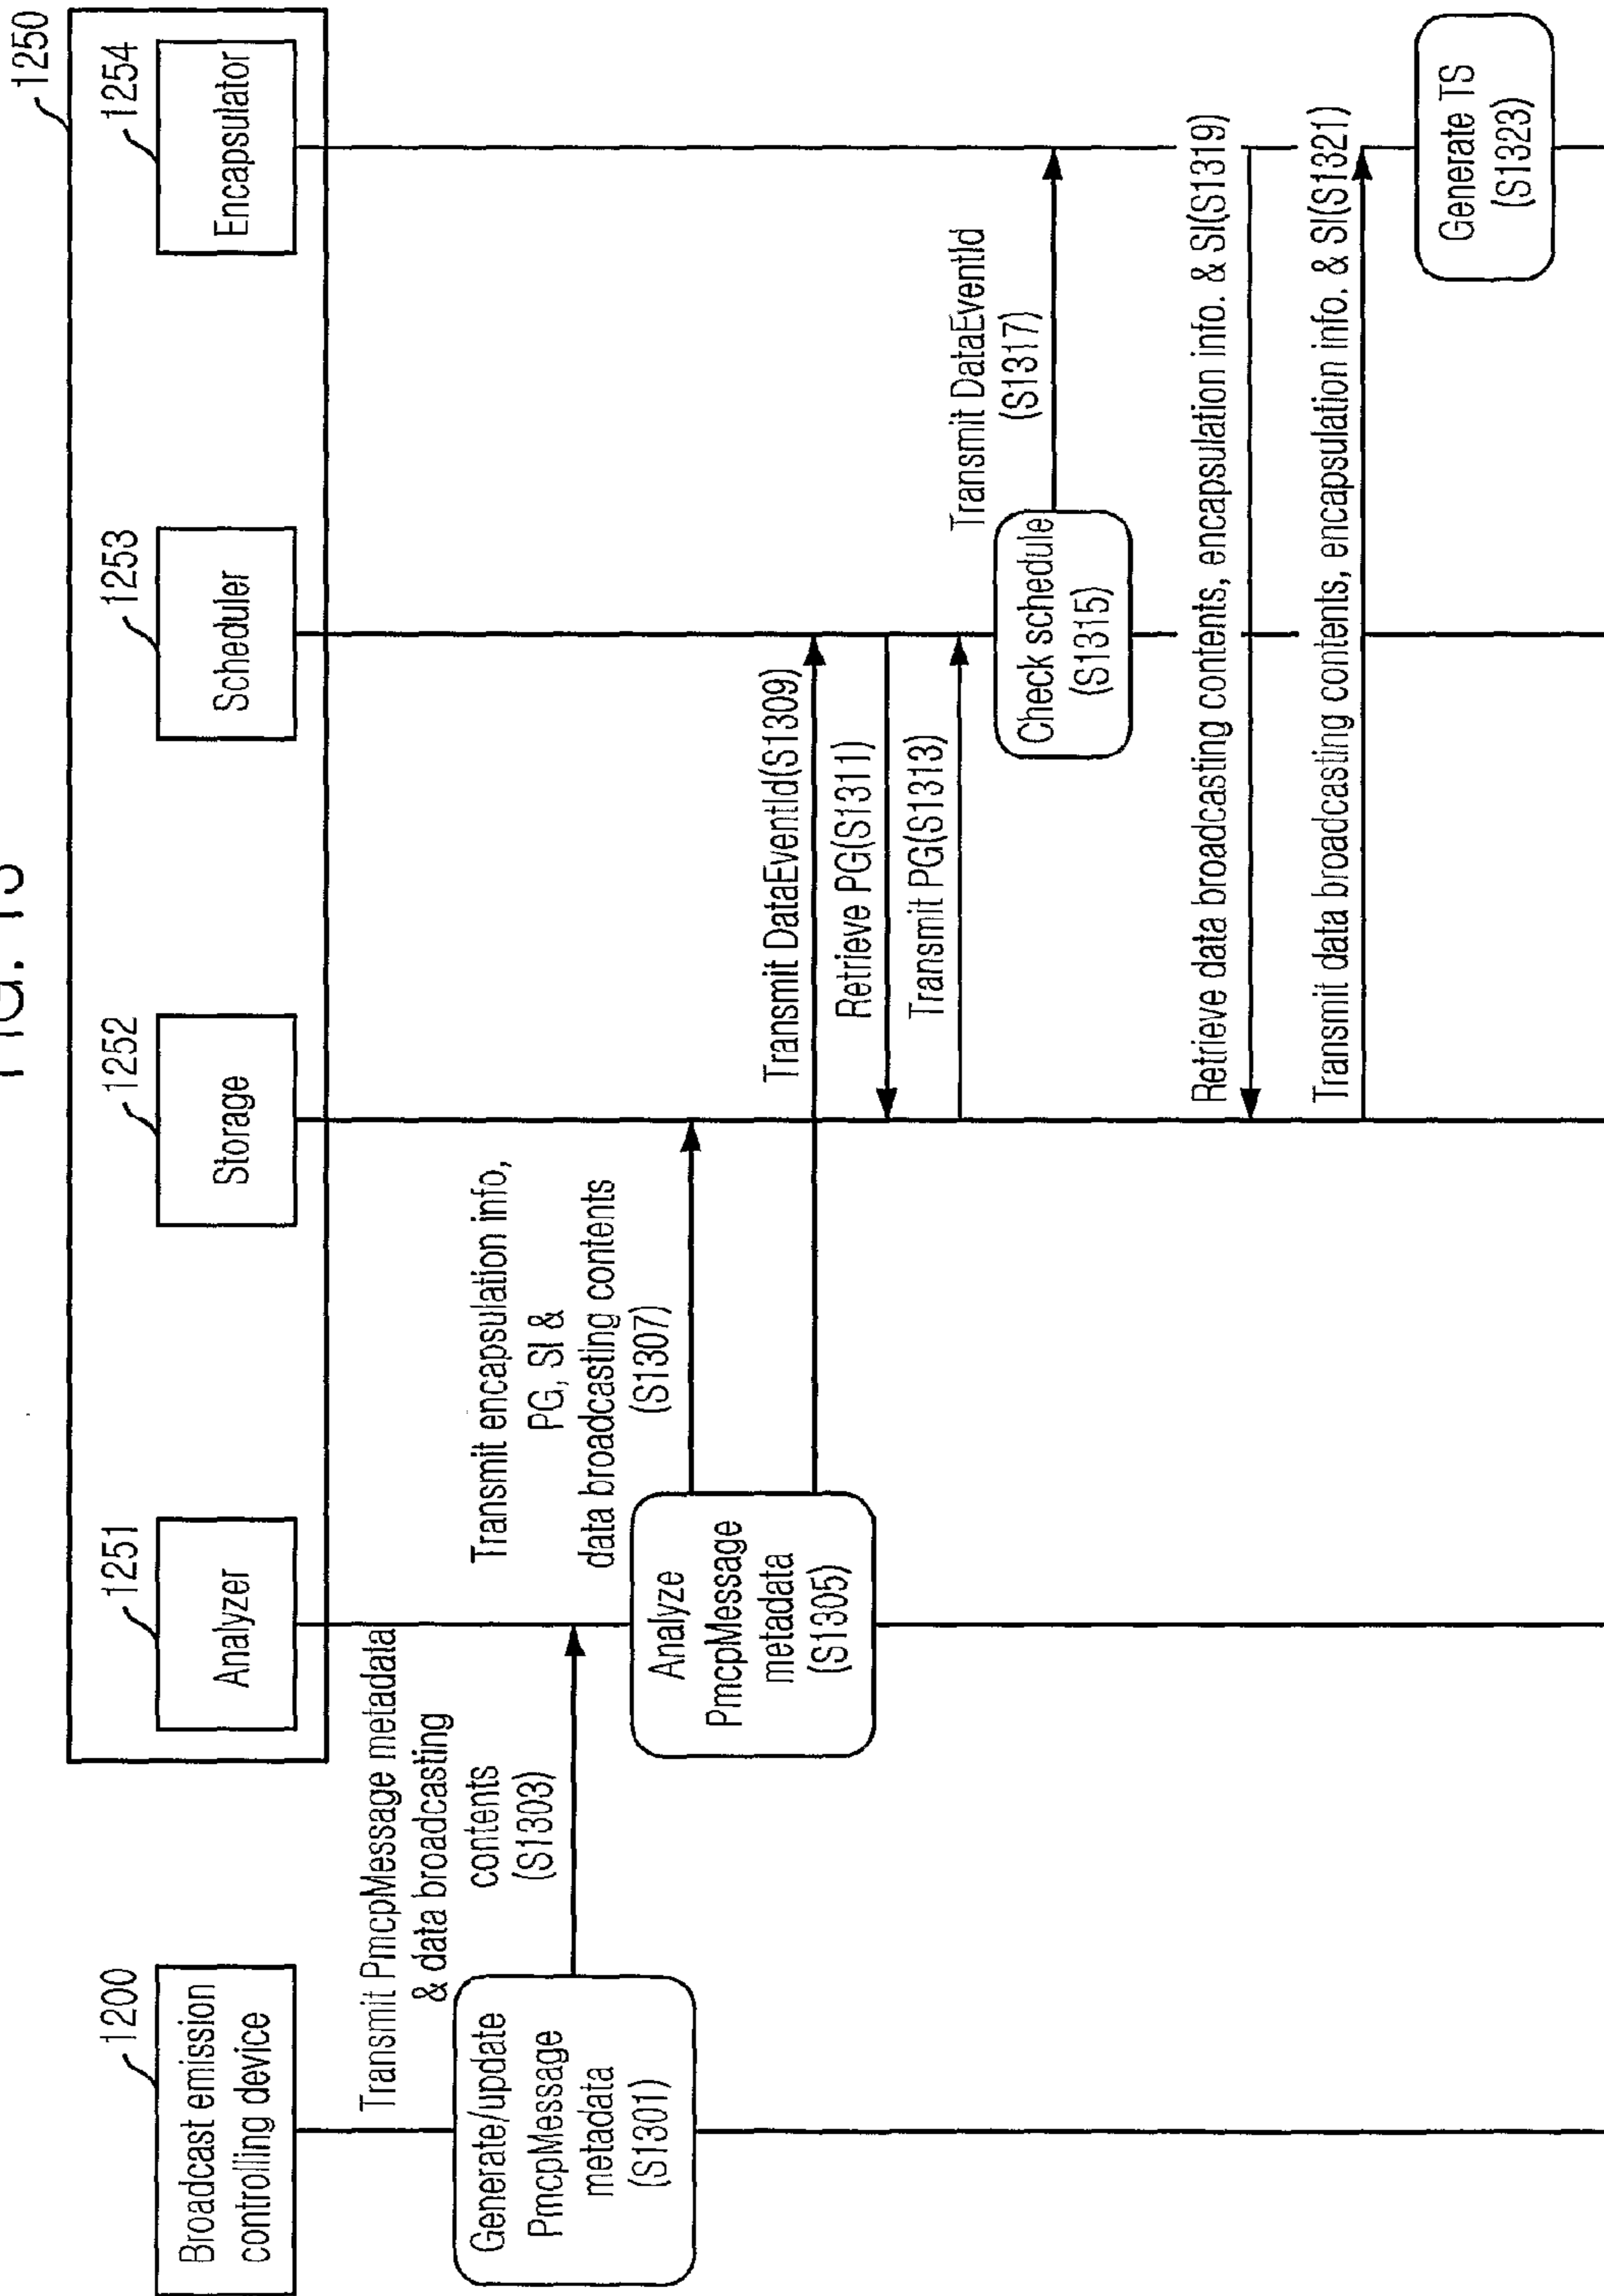 FIG. 13
1250
1200
Broadcast emission
controlling device
1251
Analyzer
1252
Storage
1253
Scheduler
1254
Encapsulator
Transmit PmcpMessage metadata
& data broadcasting
contents
(S1303)
Generate/update
PmcpMessage
metadata
(S1301)
Transmit encapsulation info,
PG, SI &
data broadcasting contents
(S1307)
Analyze
PmcpMessage
metadata
(S1305)
Transmit DataEventId(S1309)
Retrieve PG(S1311)
Transmit PG(S1313)
Transmit DataEventId
(S1317)
Check schedule
(S1315)
Retrieve data broadcasting contents, encapsulation info. & SI(S1319)
Transmit data broadcasting contents, encapsulation info. & SI(S1321)
Generate TS
(S1323)